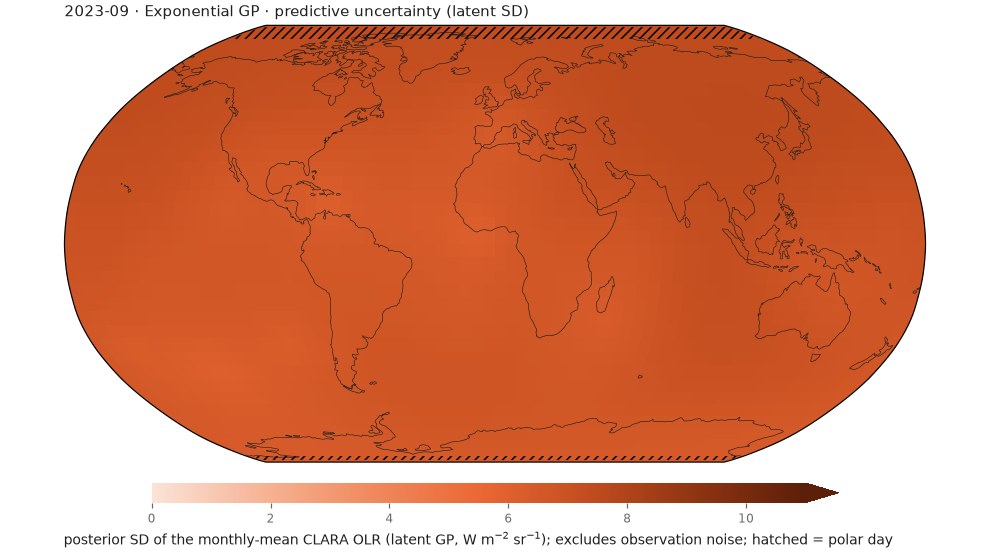 2023-09 · Exponential GP · predictive uncertainty (latent SD)
0 2 4 6 8 10
posterior SD of the monthly-mean CLARA OLR (latent GP, W m⁻² sr⁻¹); excludes observation noise; hatched = polar day